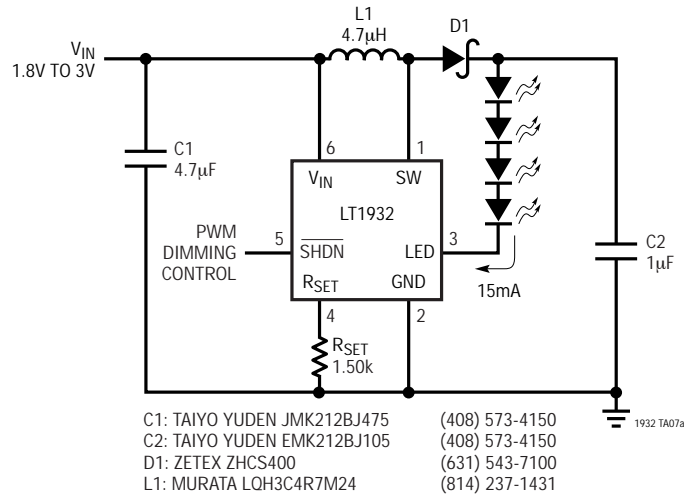 L1
4.7µH
D1
VIN
1.8V TO 3V
C1
4.7µF
6
1
VIN
SW
LT1932
PWM
DIMMING
CONTROL
5
SHDN
LED
3
RSET
GND
15mA
C2
1µF
4
2
RSET
1.50k
C1: TAIYO YUDEN JMK212BJ475 (408) 573-4150
C2: TAIYO YUDEN EMK212BJ105 (408) 573-4150
D1: ZETEX ZHCS400 (631) 543-7100
L1: MURATA LQH3C4R7M24 (814) 237-1431
1932 TA07a